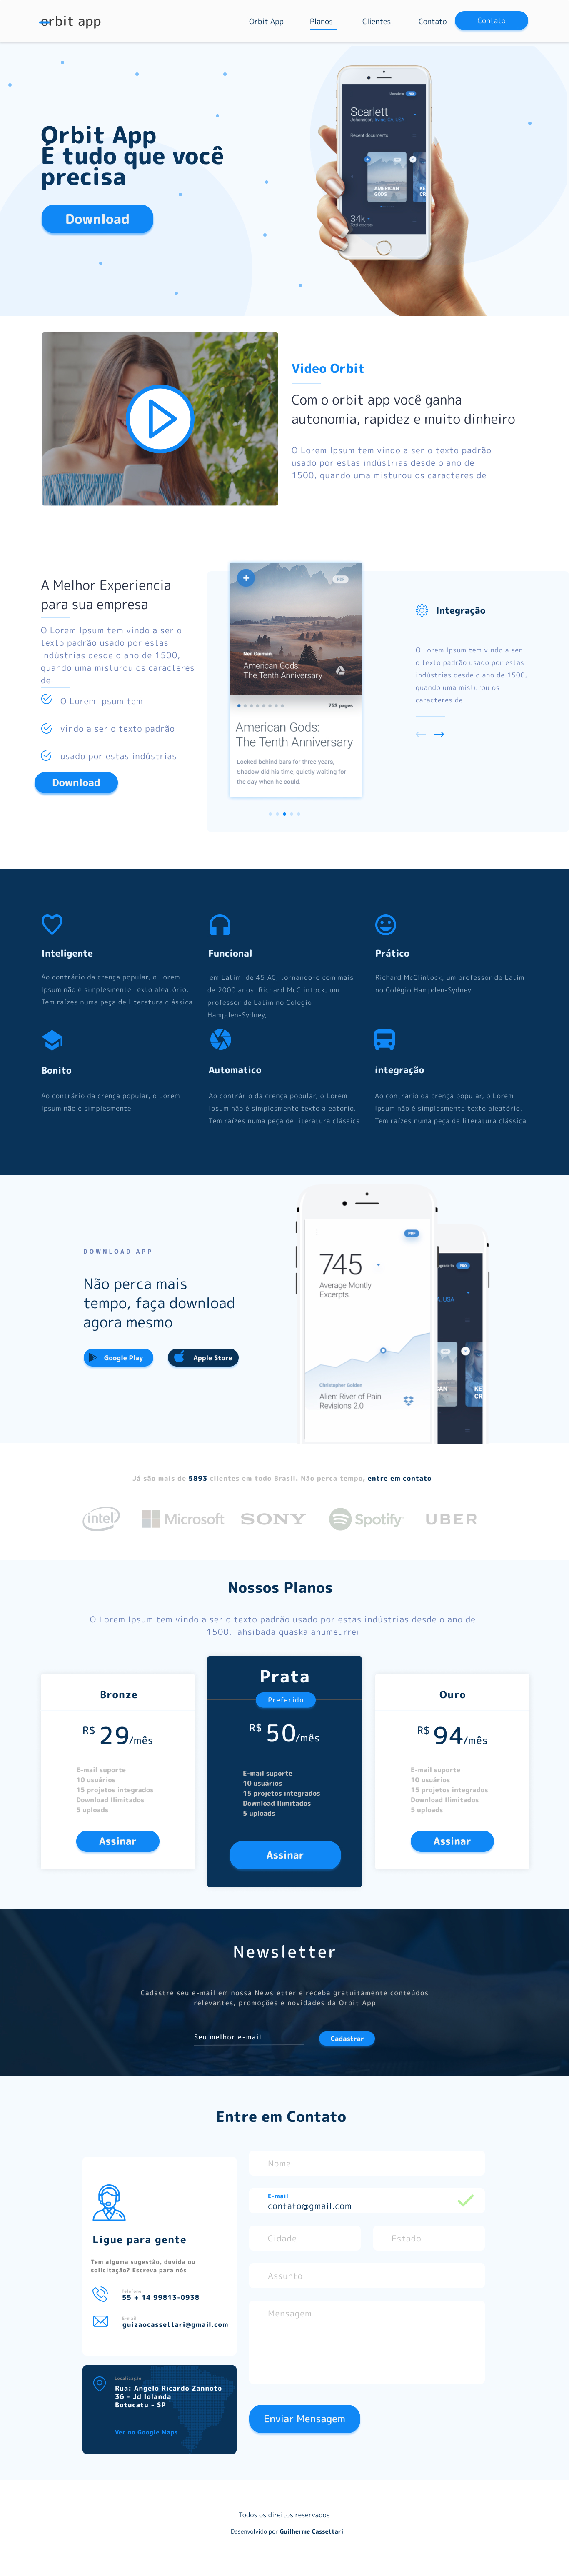 orbit app
Orbit App
Planos
Clientes
Contato
Contato
Orbit App
É tudo que você
precisa
Download
Scarlett
Johansson, Irvine, CA, USA
Recent documents
AMERICAN
GODS
34k
Video Orbit
Com o orbit app você ganha
autonomia, rapidez e muito dinheiro
O Lorem Ipsum tem vindo a ser o texto padrão
usado por estas indústrias desde o ano de
1500, quando uma misturou os caracteres de
A Melhor Experiencia
para sua empresa
O Lorem Ipsum tem vindo a ser o
texto padrão usado por estas
indústrias desde o ano de 1500,
quando uma misturou os caracteres
de
O Lorem Ipsum tem
vindo a ser o texto padrão
usado por estas indústrias
Download
PDF
Neil Gaiman
American Gods:
The Tenth Anniversary
753 pages
American Gods:
The Tenth Anniversary
Locked behind bars for three years,
Shadow did his time, quietly waiting for
the day when he could.
Integração
O Lorem Ipsum tem vindo a ser
o texto padrão usado por estas
indústrias desde o ano de 1500,
quando uma misturou os
caracteres de
Inteligente
Ao contrário da crença popular, o Lorem
Ipsum não é simplesmente texto aleatório.
Tem raízes numa peça de literatura clássica
Funcional
em Latim, de 45 AC, tornando-o com mais
de 2000 anos. Richard McClintock, um
professor de Latim no Colégio
Hampden-Sydney,
Prático
Richard McClintock, um professor de Latim
no Colégio Hampden-Sydney,
Bonito
Ao contrário da crença popular, o Lorem
Ipsum não é simplesmente
Automatico
Ao contrário da crença popular, o Lorem
Ipsum não é simplesmente texto aleatório.
Tem raízes numa peça de literatura clássica
integração
Ao contrário da crença popular, o Lorem
Ipsum não é simplesmente texto aleatório.
Tem raízes numa peça de literatura clássica
DOWNLOAD APP
Não perca mais
tempo, faça download
agora mesmo
Google Play
Apple Store
PDF
745
Average Montly
Excerpts.
Christopher Golden
Alien: River of Pain
Revisions 2.0
Já são mais de 5893 clientes em todo Brasil. Não perca tempo, entre em contato
intel
Microsoft
SONY
Spotify
UBER
Nossos Planos
O Lorem Ipsum tem vindo a ser o texto padrão usado por estas indústrias desde o ano de
1500, ahsibada quaska ahumeurrei
Bronze
R$ 29/mês
E-mail suporte
10 usuários
15 projetos integrados
Download Ilimitados
5 uploads
Assinar
Prata
Preferido
R$ 50/mês
E-mail suporte
10 usuários
15 projetos integrados
Download Ilimitados
5 uploads
Assinar
Ouro
R$ 94/mês
E-mail suporte
10 usuários
15 projetos integrados
Download Ilimitados
5 uploads
Assinar
Newsletter
Cadastre seu e-mail em nossa Newsletter e receba gratuitamente conteúdos
relevantes, promoções e novidades da Orbit App
Seu melhor e-mail
Cadastrar
Entre em Contato
Ligue para gente
Tem alguma sugestão, duvida ou
solicitação? Escreva para nós
Telefone
55 + 14 99813-0938
E-mail
guizaocassettari@gmail.com
Localização
Rua: Angelo Ricardo Zannoto
36 - Jd Iolanda
Botucatu - SP
Ver no Google Maps
Nome
E-mail
contato@gmail.com
Cidade
Estado
Assunto
Mensagem
Enviar Mensagem
Todos os direitos reservados
Desenvolvido por Guilherme Cassettari